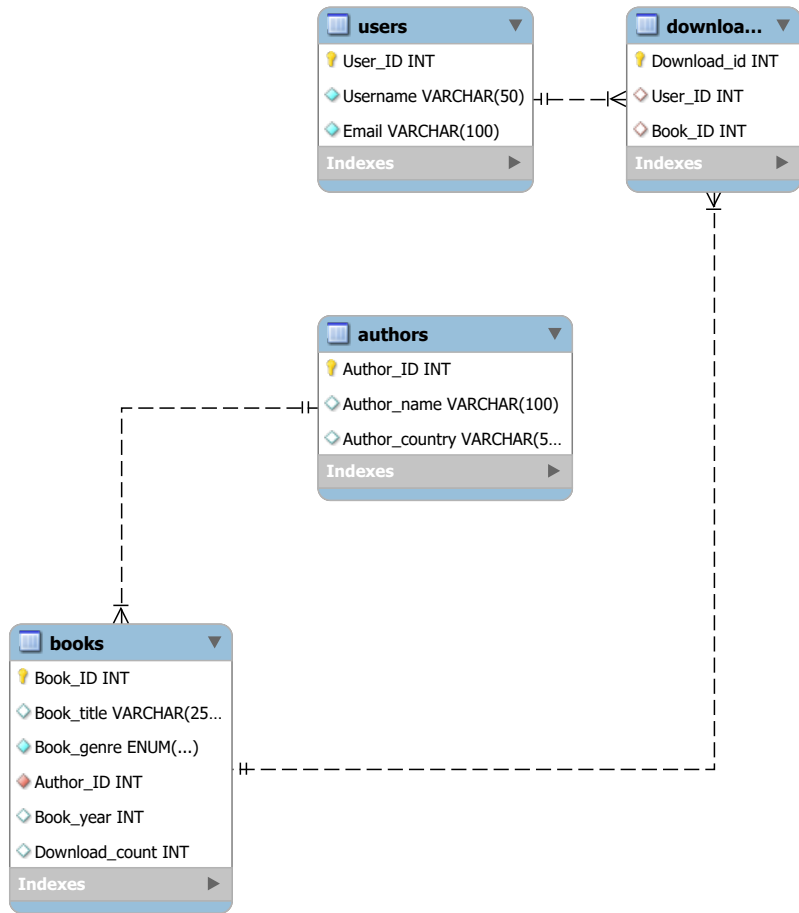 users
User_ID INT
Username VARCHAR(50)
Email VARCHAR(100)
Indexes
downloa...
Download_id INT
User_ID INT
Book_ID INT
Indexes
authors
Author_ID INT
Author_name VARCHAR(100)
Author_country VARCHAR(5...
Indexes
books
Book_ID INT
Book_title VARCHAR(25...
Book_genre ENUM(...)
Author_ID INT
Book_year INT
Download_count INT
Indexes